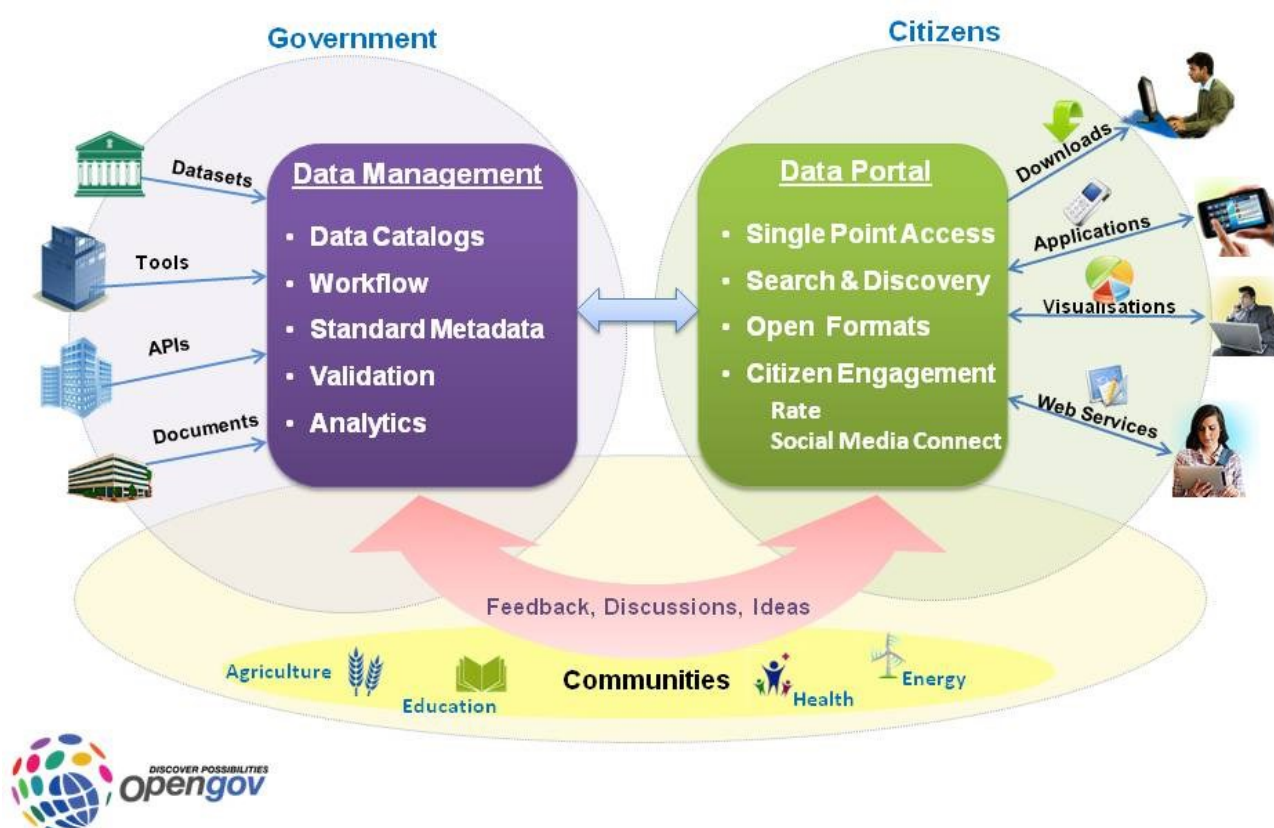 Government
Citizens
Datasets
Tools
APIs
Documents
Data Management
• Data Catalogs
• Workflow
• Standard Metadata
• Validation
• Analytics
Data Portal
• Single Point Access
• Search & Discovery
• Open Formats
• Citizen Engagement
Rate
Social Media Connect
Downloads
Applications
Visualisations
Web Services
Feedback, Discussions, Ideas
Agriculture
Education
Communities
Health
Energy
DISCOVER POSSIBILITIES
opengov